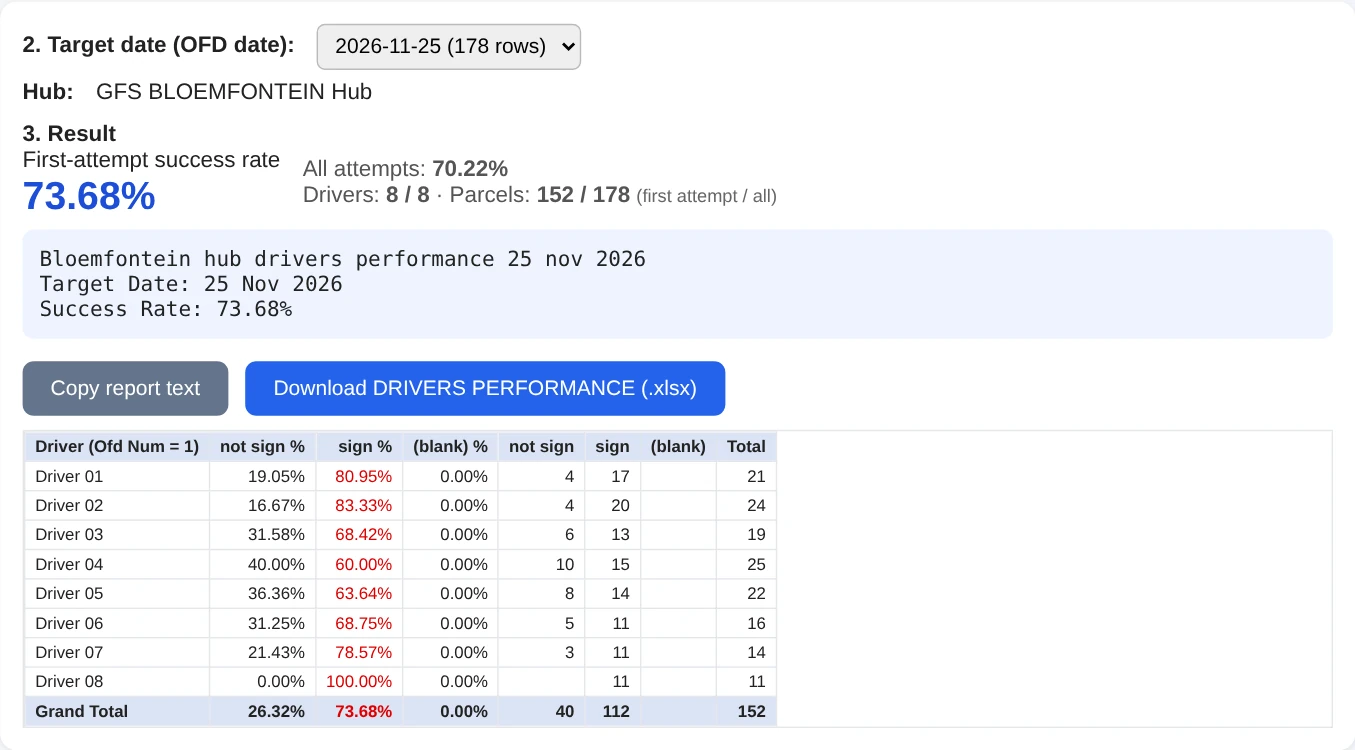 2. Target date (OFD date): 2026-11-25 (178 rows)
Hub: GFS BLOEMFONTEIN Hub
3. Result
First-attempt success rate
73.68%
All attempts: 70.22%
Drivers: 8 / 8 · Parcels: 152 / 178 (first attempt / all)
Bloemfontein hub drivers performance 25 nov 2026
Target Date: 25 Nov 2026
Success Rate: 73.68%
Copy report text Download DRIVERS PERFORMANCE (.xlsx)
Driver (Ofd Num = 1) not sign % sign % (blank) % not sign sign (blank) Total
Driver 01 19.05% 80.95% 0.00% 4 17 21
Driver 02 16.67% 83.33% 0.00% 4 20 24
Driver 03 31.58% 68.42% 0.00% 6 13 19
Driver 04 40.00% 60.00% 0.00% 10 15 25
Driver 05 36.36% 63.64% 0.00% 8 14 22
Driver 06 31.25% 68.75% 0.00% 5 11 16
Driver 07 21.43% 78.57% 0.00% 3 11 14
Driver 08 0.00% 100.00% 0.00% 11 11
Grand Total 26.32% 73.68% 0.00% 40 112 152